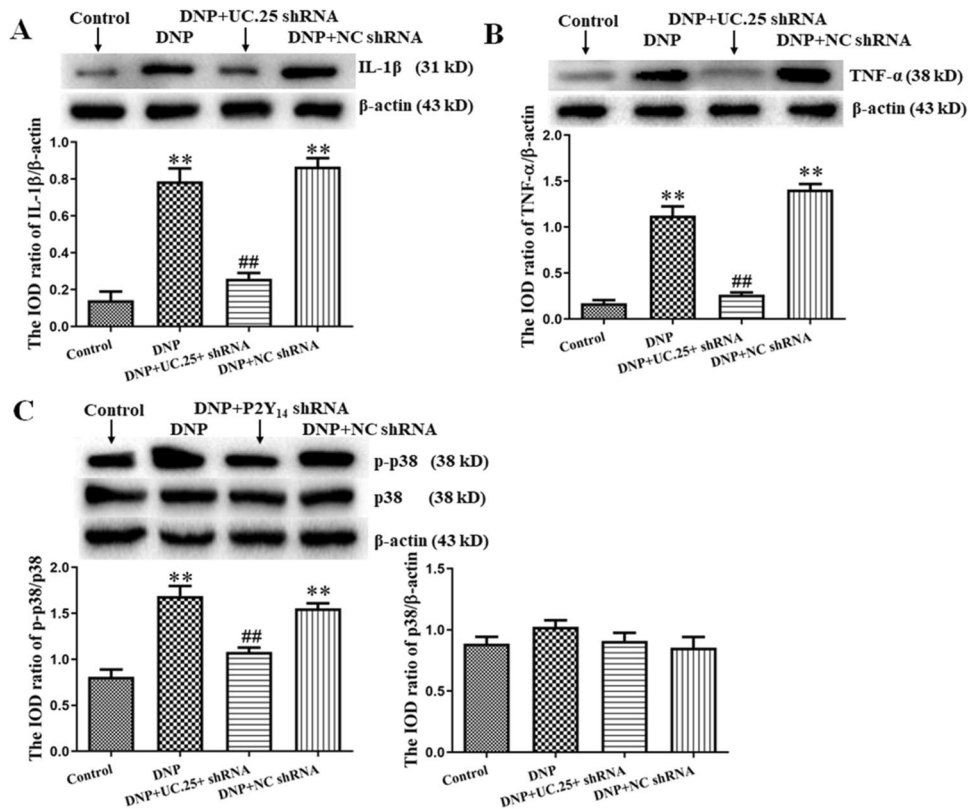 A
Control
DNP+UC.25 shRNA
DNP
DNP+NC shRNA
IL-1β (31 kD)
β-actin (43 kD)
The IOD ratio of IL-1β/β-actin
1.0
0.8
0.6
0.4
0.2
0.0
**
##
**
Control
DNP
DNP+UC.25+ shRNA
DNP+NC shRNA
B
Control
DNP+UC.25 shRNA
DNP
DNP+NC shRNA
TNF-α (38 kD)
β-actin (43 kD)
The IOD ratio of TNF-α/β-actin
2.0
1.5
1.0
0.5
0.0
**
##
**
Control
DNP
DNP+UC.25+ shRNA
DNP+NC shRNA
C
Control
DNP+P2Y₁₄ shRNA
DNP
DNP+NC shRNA
p-p38 (38 kD)
p38 (38 kD)
β-actin (43 kD)
The IOD ratio of p-p38/p38
2.0
1.5
1.0
0.5
0.0
**
##
**
Control
DNP
DNP+UC.25+ shRNA
DNP+NC shRNA
The IOD ratio of p38/β-actin
1.5
1.0
0.5
0.0
Control
DNP
DNP+UC.25+ shRNA
DNP+NC shRNA